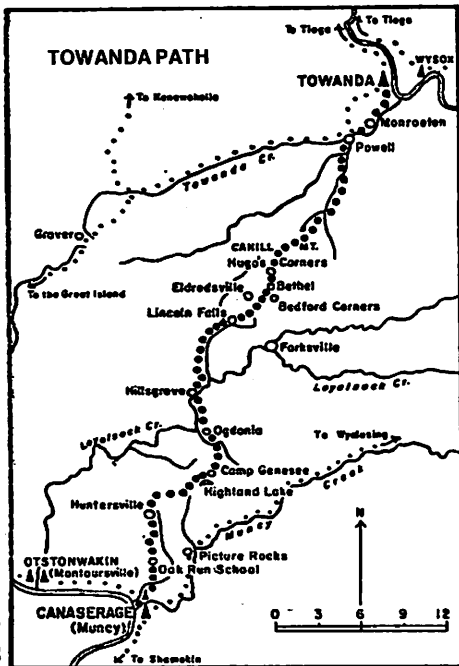 To Tioga
To Tioga
TOWANDA PATH
WYSOX
TOWANDA
To Kanawaholla
Monroeton
Powell
Towanda Cr.
Grover
CAHILL MT.
Hugo's Corners
To the Great Island
Eldredsville
Bethel
Bedford Corners
Lincoln Falls
Forksville
Hillsgrove
Loyalsock Cr.
Loyalsock Cr.
Ogdonia
To Wyalusing
Camp Genesee
Highland Lake
Creek
Huntersville
Muncy
N
Picture Rocks
OTSTONWAKIN
(Montoursville)
Oak Run School
CANASERAGE
(Muncy)
0 3 6 9 12
To Shamokin